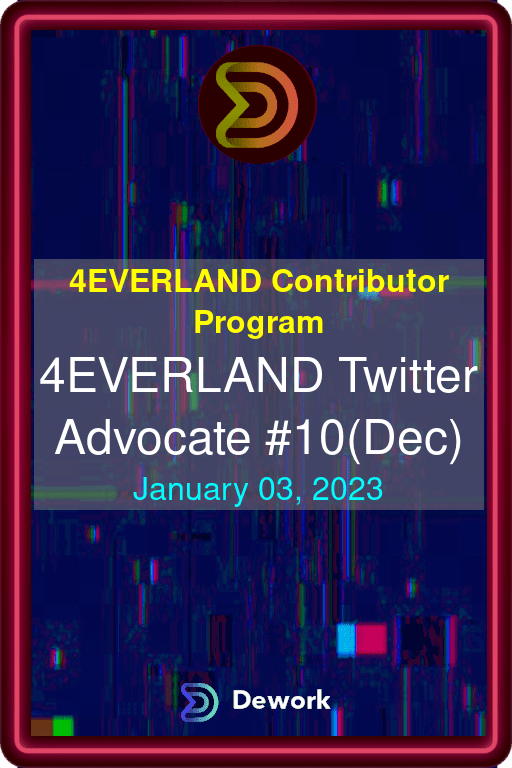 4EVERLAND Contributor
Program
4EVERLAND Twitter
Advocate #10(Dec)
January 03, 2023
Dework